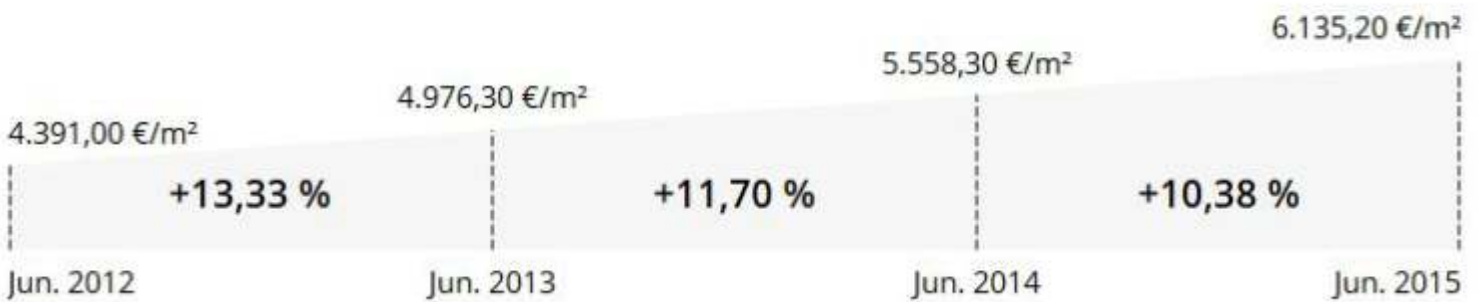 6.135,20 €/m²
5.558,30 €/m²
4.976,30 €/m²
4.391,00 €/m²
+13,33 % +11,70 % +10,38 %
Jun. 2012 Jun. 2013 Jun. 2014 Jun. 2015